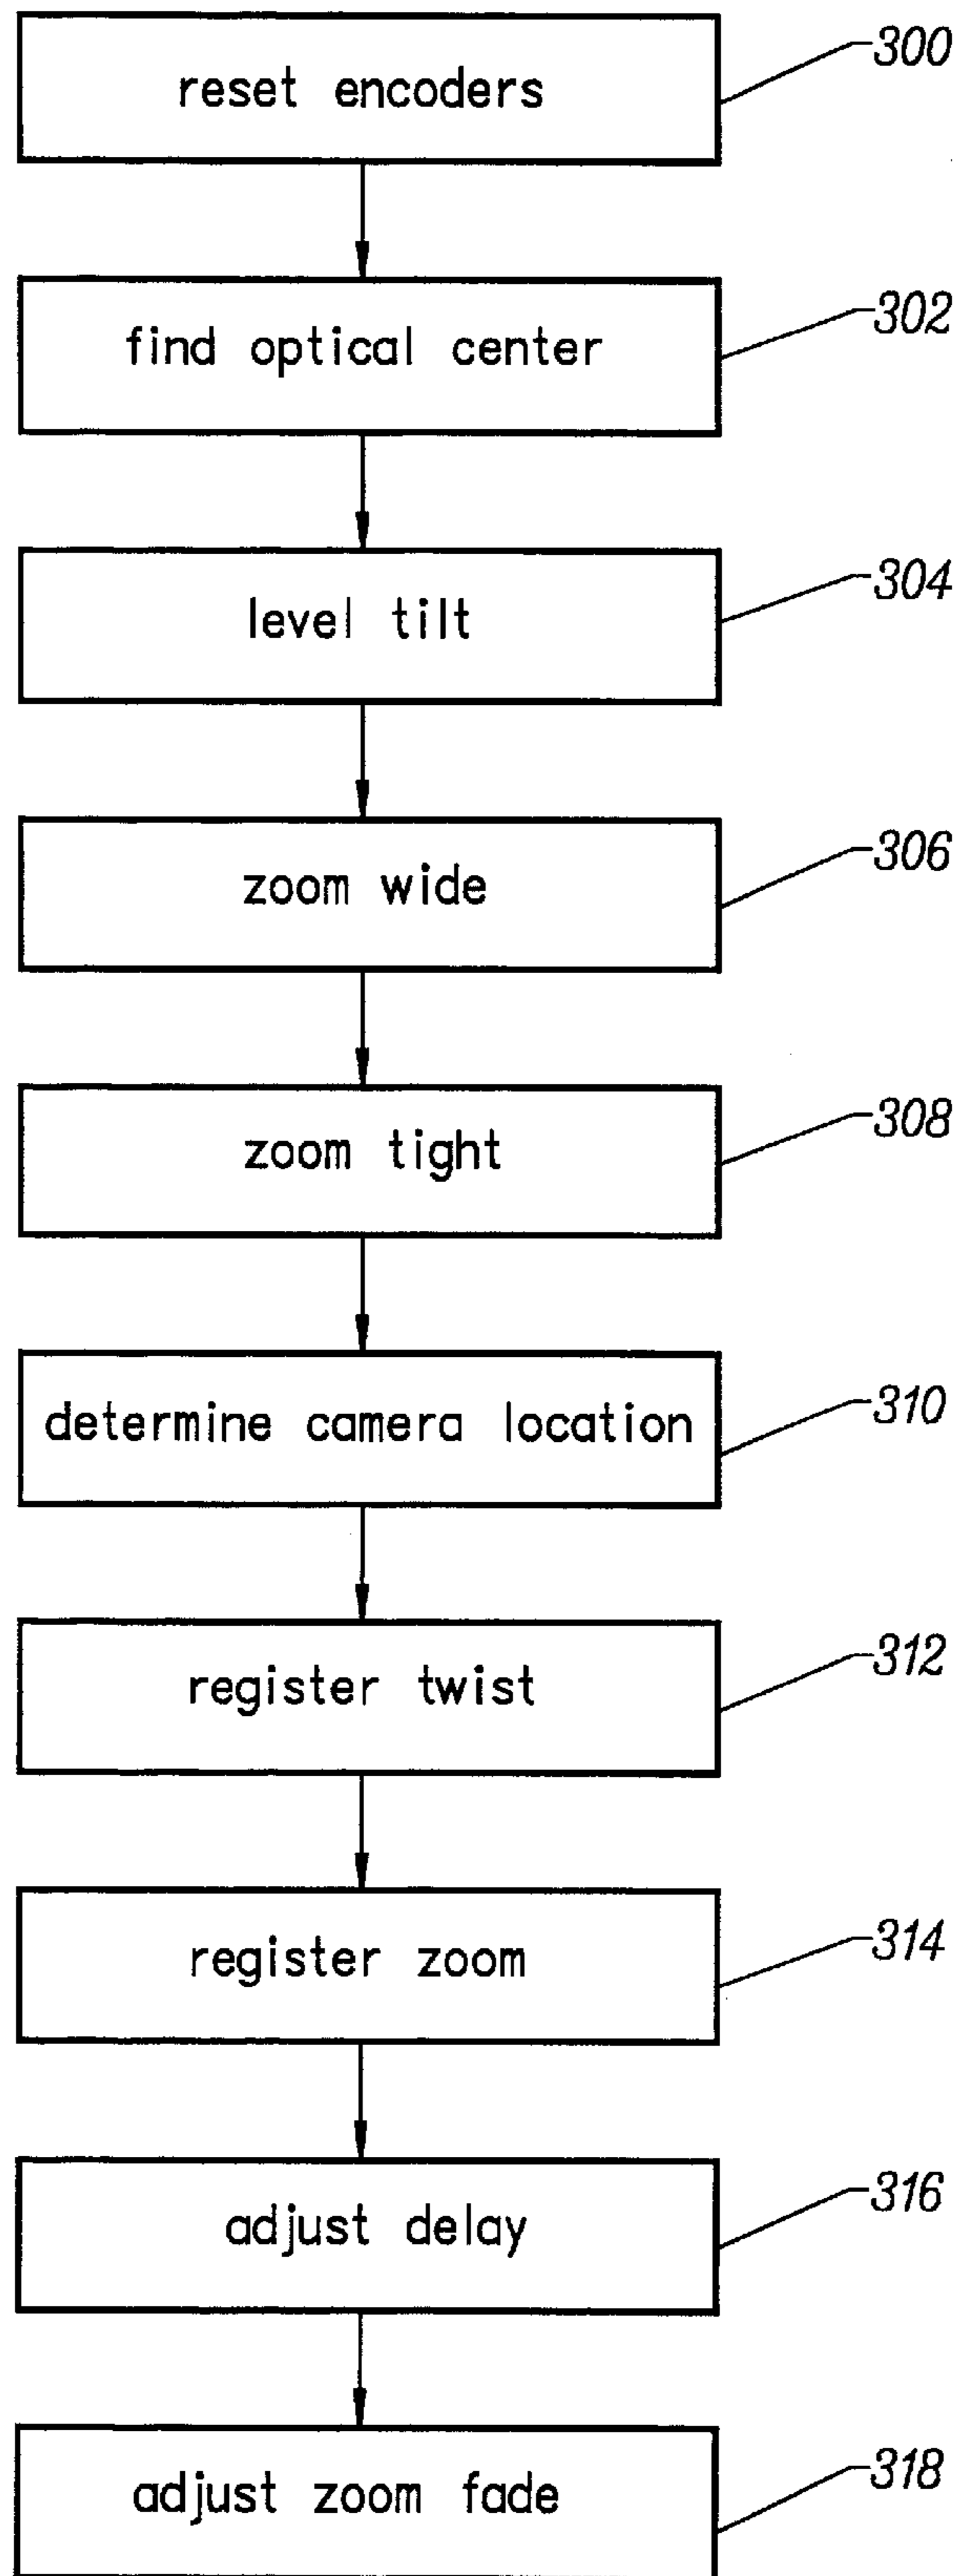 reset encoders
300
find optical center
302
level tilt
304
zoom wide
306
zoom tight
308
determine camera location
310
register twist
312
register zoom
314
adjust delay
316
adjust zoom fade
318